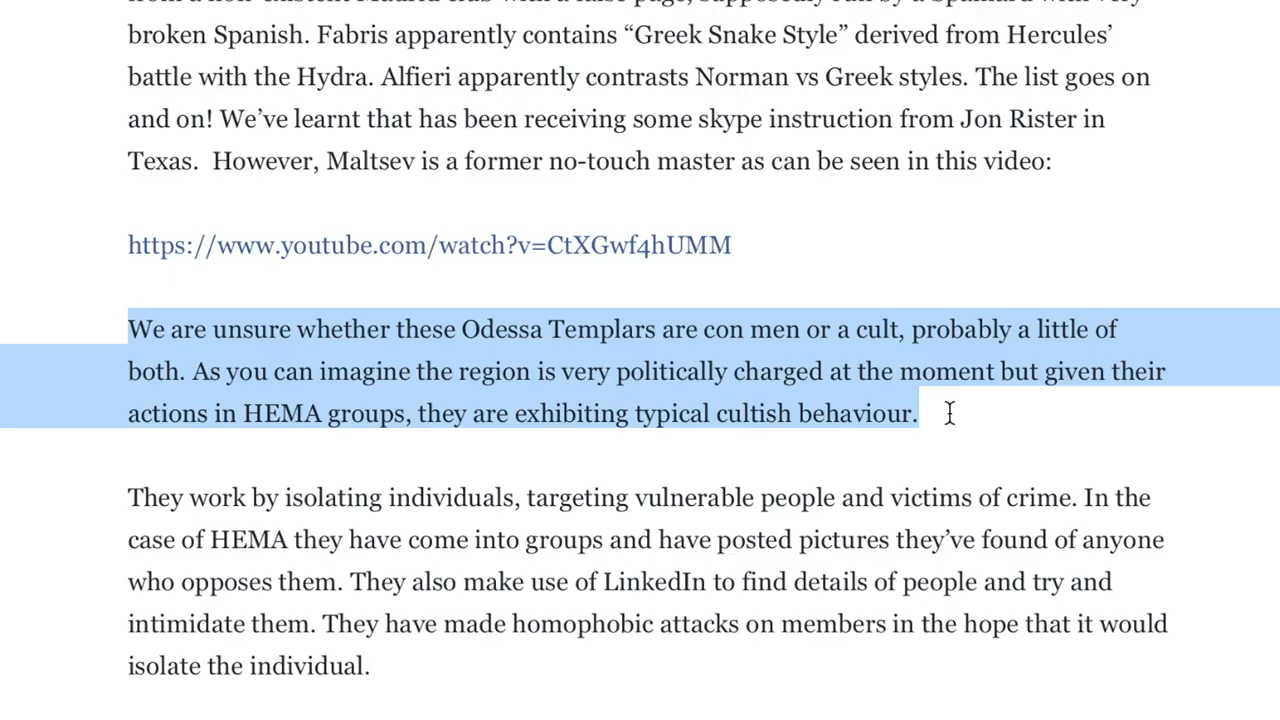 broken Spanish. Fabris apparently contains “Greek Snake Style” derived from Hercules’
battle with the Hydra. Alfieri apparently contrasts Norman vs Greek styles. The list goes on
and on! We’ve learnt that has been receiving some skype instruction from Jon Rister in
Texas.  However, Maltsev is a former no-touch master as can be seen in this video:
https://www.youtube.com/watch?v=CtXGwf4hUMM
We are unsure whether these Odessa Templars are con men or a cult, probably a little of
both. As you can imagine the region is very politically charged at the moment but given their
actions in HEMA groups, they are exhibiting typical cultish behaviour.
They work by isolating individuals, targeting vulnerable people and victims of crime. In the
case of HEMA they have come into groups and have posted pictures they’ve found of anyone
who opposes them. They also make use of LinkedIn to find details of people and try and
intimidate them. They have made homophobic attacks on members in the hope that it would
isolate the individual.